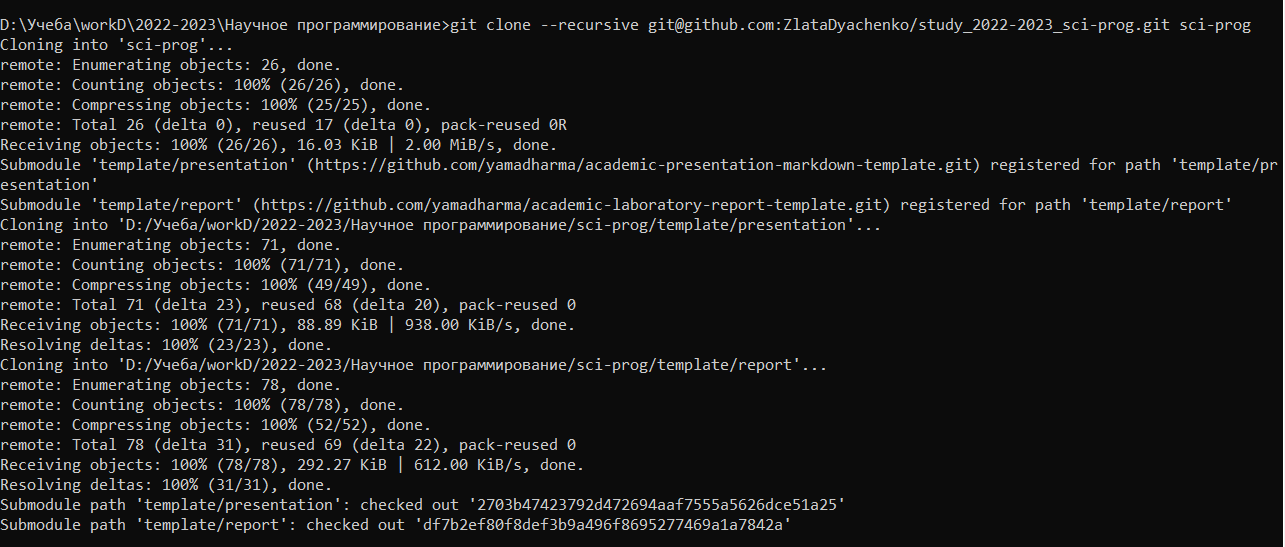 D:\Учеба\workD\2022-2023\Научное программирование>git clone --recursive git@github.com:ZlataDyachenko/study_2022-2023_sci-prog.git sci-prog
Cloning into 'sci-prog'...
remote: Enumerating objects: 26, done.
remote: Counting objects: 100% (26/26), done.
remote: Compressing objects: 100% (25/25), done.
remote: Total 26 (delta 0), reused 17 (delta 0), pack-reused 0R
Receiving objects: 100% (26/26), 16.03 KiB | 2.00 MiB/s, done.
Submodule 'template/presentation' (https://github.com/yamadharma/academic-presentation-markdown-template.git) registered for path 'template/pr
esentation'
Submodule 'template/report' (https://github.com/yamadharma/academic-laboratory-report-template.git) registered for path 'template/report'
Cloning into 'D:/Учеба/workD/2022-2023/Научное программирование/sci-prog/template/presentation'...
remote: Enumerating objects: 71, done.
remote: Counting objects: 100% (71/71), done.
remote: Compressing objects: 100% (49/49), done.
remote: Total 71 (delta 23), reused 68 (delta 20), pack-reused 0
Receiving objects: 100% (71/71), 88.89 KiB | 938.00 KiB/s, done.
Resolving deltas: 100% (23/23), done.
Cloning into 'D:/Учеба/workD/2022-2023/Научное программирование/sci-prog/template/report'...
remote: Enumerating objects: 78, done.
remote: Counting objects: 100% (78/78), done.
remote: Compressing objects: 100% (52/52), done.
remote: Total 78 (delta 31), reused 69 (delta 22), pack-reused 0
Receiving objects: 100% (78/78), 292.27 KiB | 612.00 KiB/s, done.
Resolving deltas: 100% (31/31), done.
Submodule path 'template/presentation': checked out '2703b47423792d472694aaf7555a5626dce51a25'
Submodule path 'template/report': checked out 'df7b2ef80f8def3b9a496f8695277469a1a7842a'